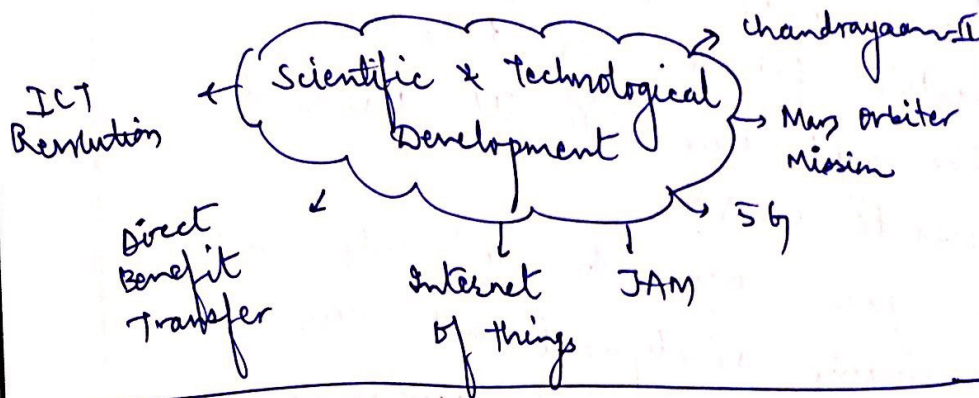 Scientific & Technological
Development
Chandrayaan-II
Mars Orbiter
Mission
5G
JAM
Internet
of things
Direct
Benefit
Transfer
ICT
Revolution